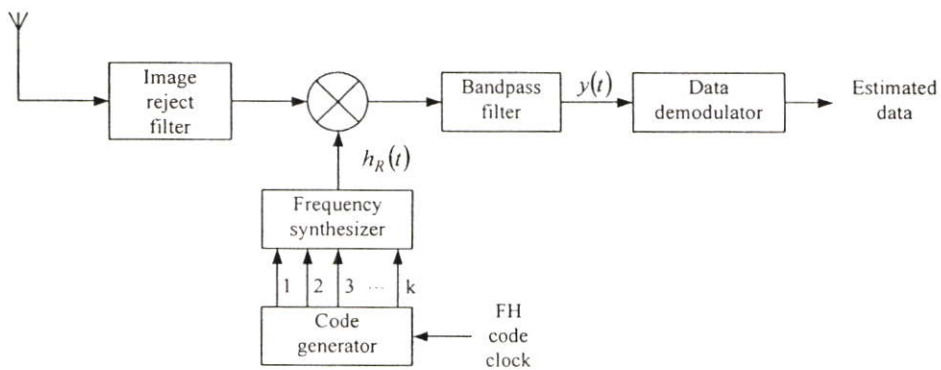 Image
reject
filter
Bandpass
filter
y(t)
Data
demodulator
Estimated
data
h_R(t)
Frequency
synthesizer
1 2 3 ... k
Code
generator
FH
code
clock